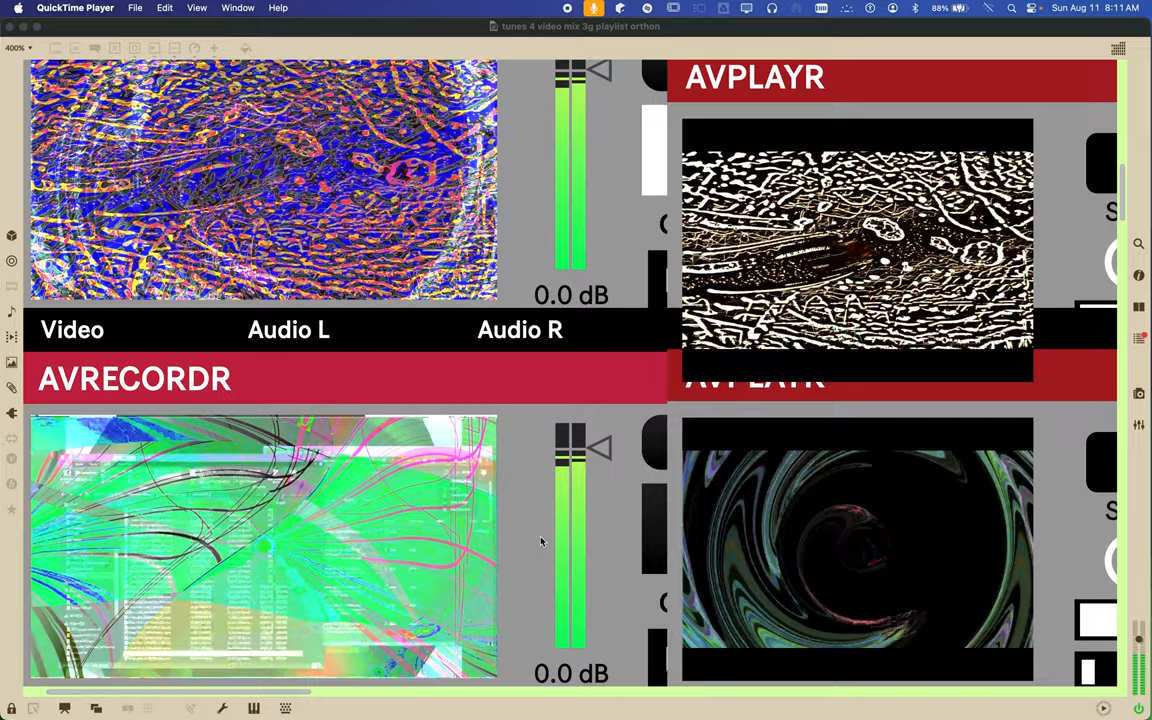 QuickTime Player File Edit View Window Help 88% Sun Aug 11 8:11 AM
tunes 4 video mix 3g playlist orthon
400%
AVPLAYR
0.0 dB
Video Audio L Audio R
AVRECORDR
AVPLAYR
0.0 dB